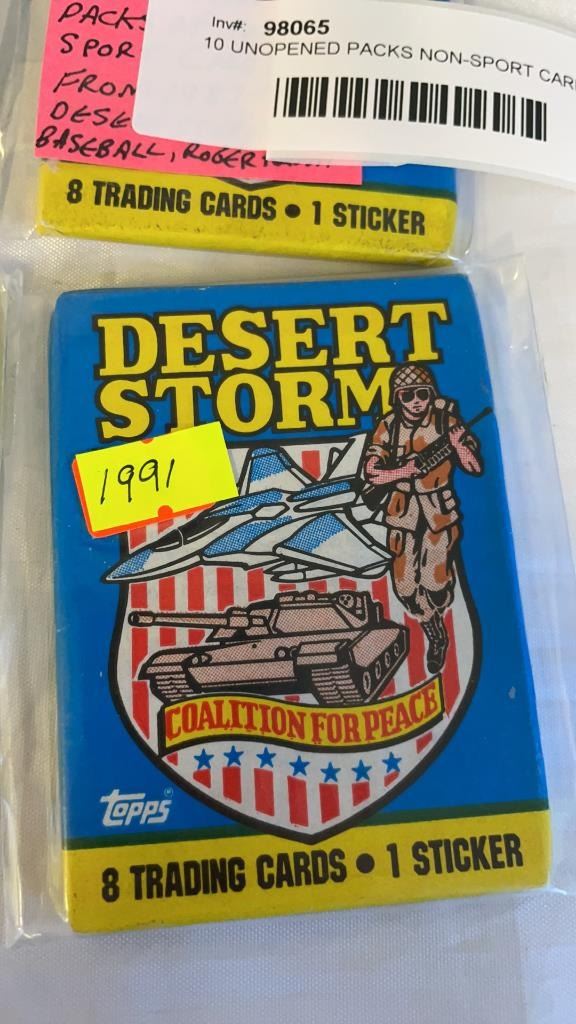 PACKS
SPOR
FROM
DESE
BASEBALL, ROGER
Inv#: 98065
10 UNOPENED PACKS NON-SPORT CAR
8 TRADING CARDS • 1 STICKER
DESERT
STORM
1991
COALITION FOR PEACE
topps®
8 TRADING CARDS • 1 STICKER